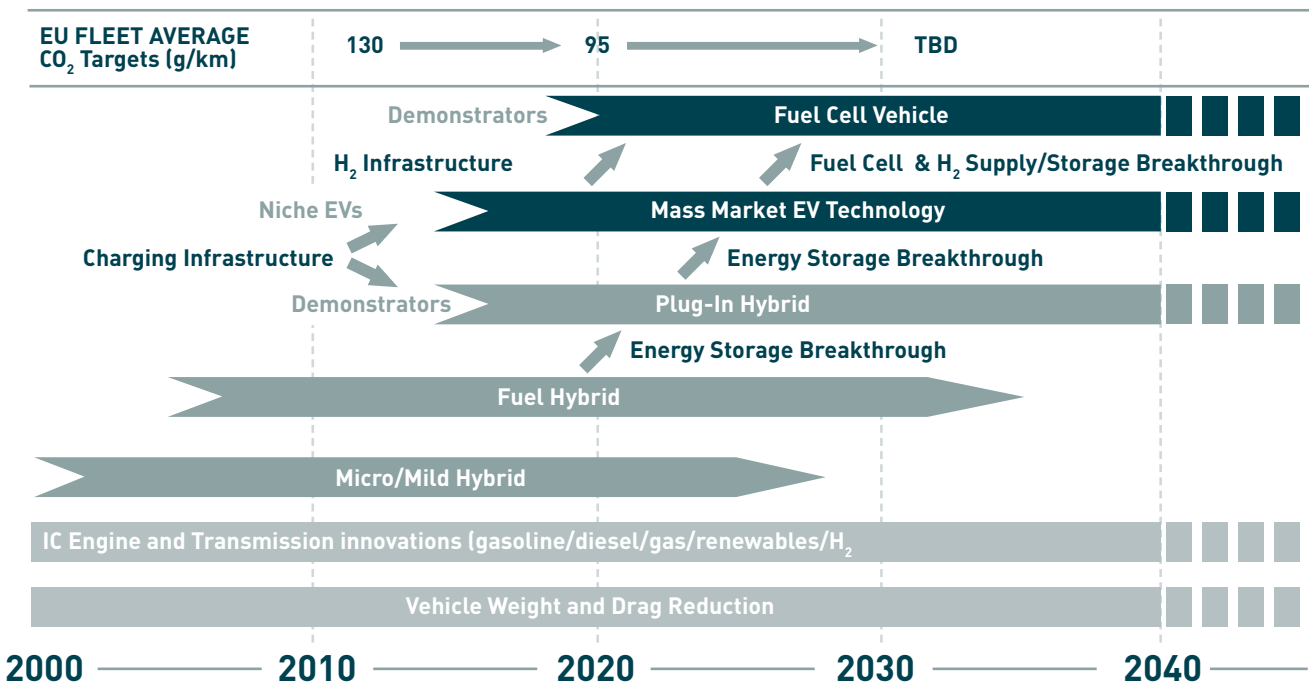 EU FLEET AVERAGE
CO₂ Targets (g/km)
130
95
TBD
Demonstrators
Fuel Cell Vehicle
H₂ Infrastructure
Fuel Cell & H₂ Supply/Storage Breakthrough
Niche EVs
Mass Market EV Technology
Charging Infrastructure
Energy Storage Breakthrough
Demonstrators
Plug-In Hybrid
Energy Storage Breakthrough
Fuel Hybrid
Micro/Mild Hybrid
IC Engine and Transmission innovations (gasoline/diesel/gas/renewables/H₂
Vehicle Weight and Drag Reduction
2000
2010
2020
2030
2040